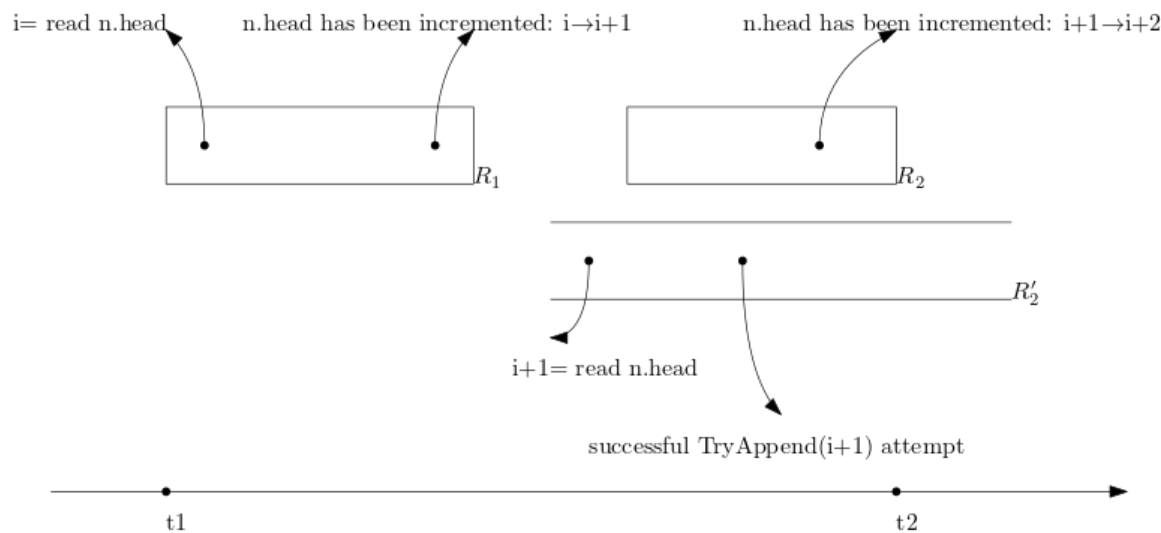 i= read n.head
n.head has been incremented: i→i+1
n.head has been incremented: i+1→i+2
R₁
R₂
R₂′
i+1= read n.head
successful TryAppend(i+1) attempt
t1
t2